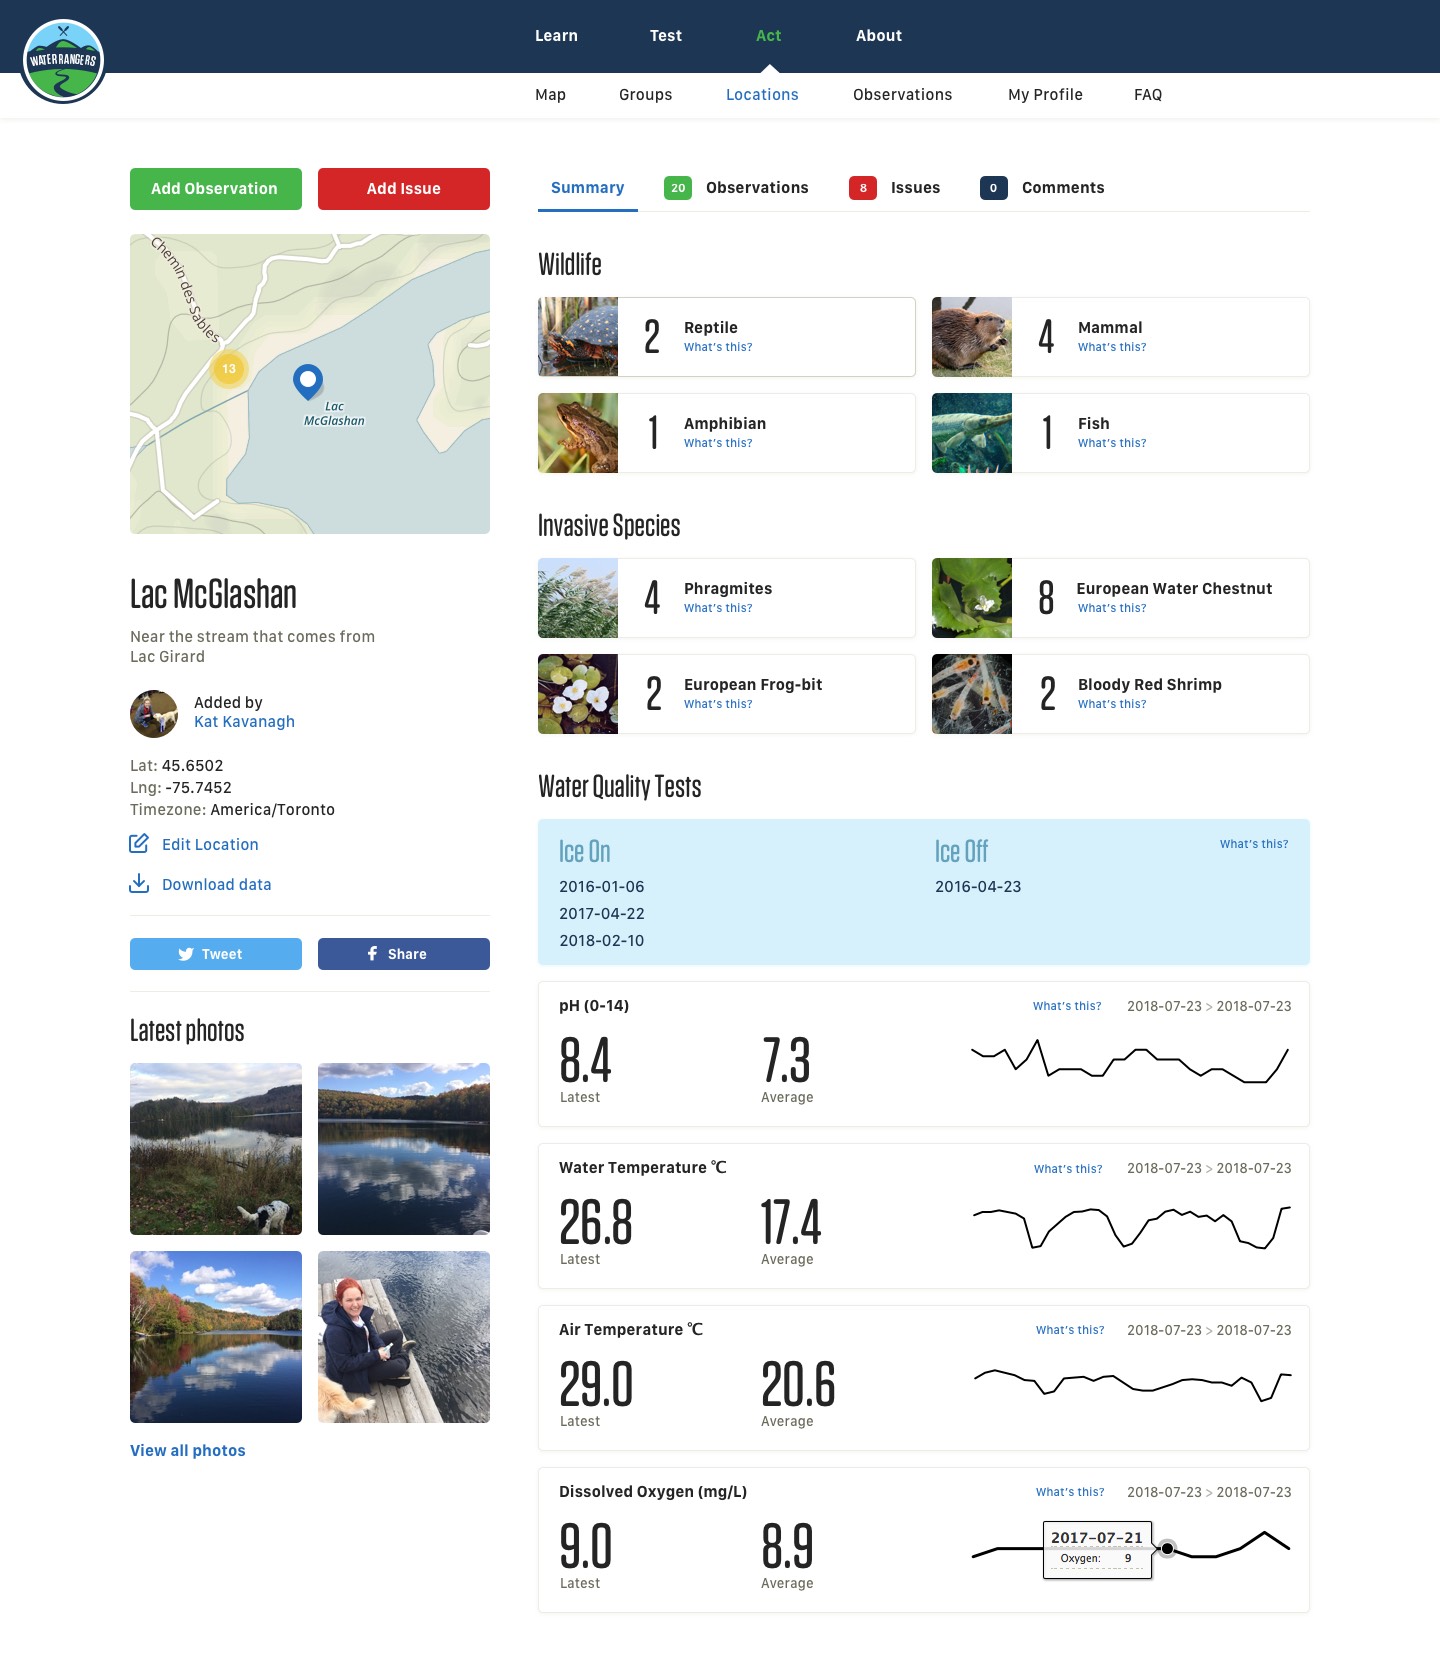 WATERRANGERS
Learn
Test
Act
About
Map
Groups
Locations
Observations
My Profile
FAQ
Add Observation
Add Issue
Chemin des Sables
13
Lac
McGlashan
Lac McGlashan
Near the stream that comes from
Lac Girard
Added by
Kat Kavanagh
Lat: 45.6502
Lng: -75.7452
Timezone: America/Toronto
Edit Location
Download data
Tweet
Share
Latest photos
View all photos
Summary
20 Observations
8 Issues
0 Comments
Wildlife
2
Reptile
What's this?
4
Mammal
What's this?
1
Amphibian
What's this?
1
Fish
What's this?
Invasive Species
4
Phragmites
What's this?
8
European Water Chestnut
What's this?
2
European Frog-bit
What's this?
2
Bloody Red Shrimp
What's this?
Water Quality Tests
Ice On
2016-01-06
2017-04-22
2018-02-10
Ice Off
2016-04-23
What's this?
pH (0-14)
What's this?
2018-07-23 > 2018-07-23
8.4
Latest
7.3
Average
Water Temperature ℃
What's this?
2018-07-23 > 2018-07-23
26.8
Latest
17.4
Average
Air Temperature ℃
What's this?
2018-07-23 > 2018-07-23
29.0
Latest
20.6
Average
Dissolved Oxygen (mg/L)
What's this?
2018-07-23 > 2018-07-23
9.0
Latest
8.9
Average
2017-07-21
Oxygen: 9